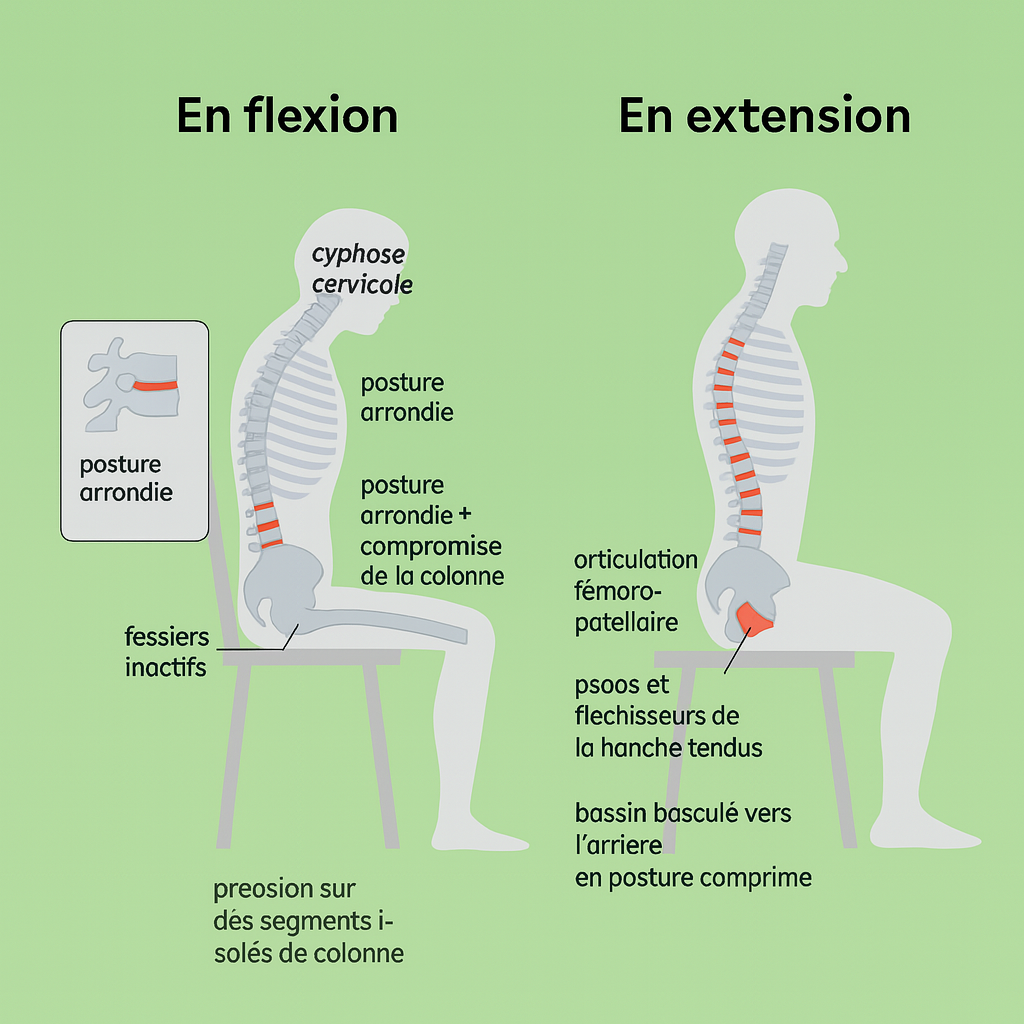 En flexion
En extension
cyphose
cervicole
posture
arrondie
posture
arrondie
posture
arrondie +
compromise
de la colonne
fessiers
inactifs
preosion sur
dés segments i-
solés de colonne
orticulation
fémoro-
patellaire
psoos et
flechisseurs de
la hanche tendus
bassin basculé vers
l'arriere
en posture comprime